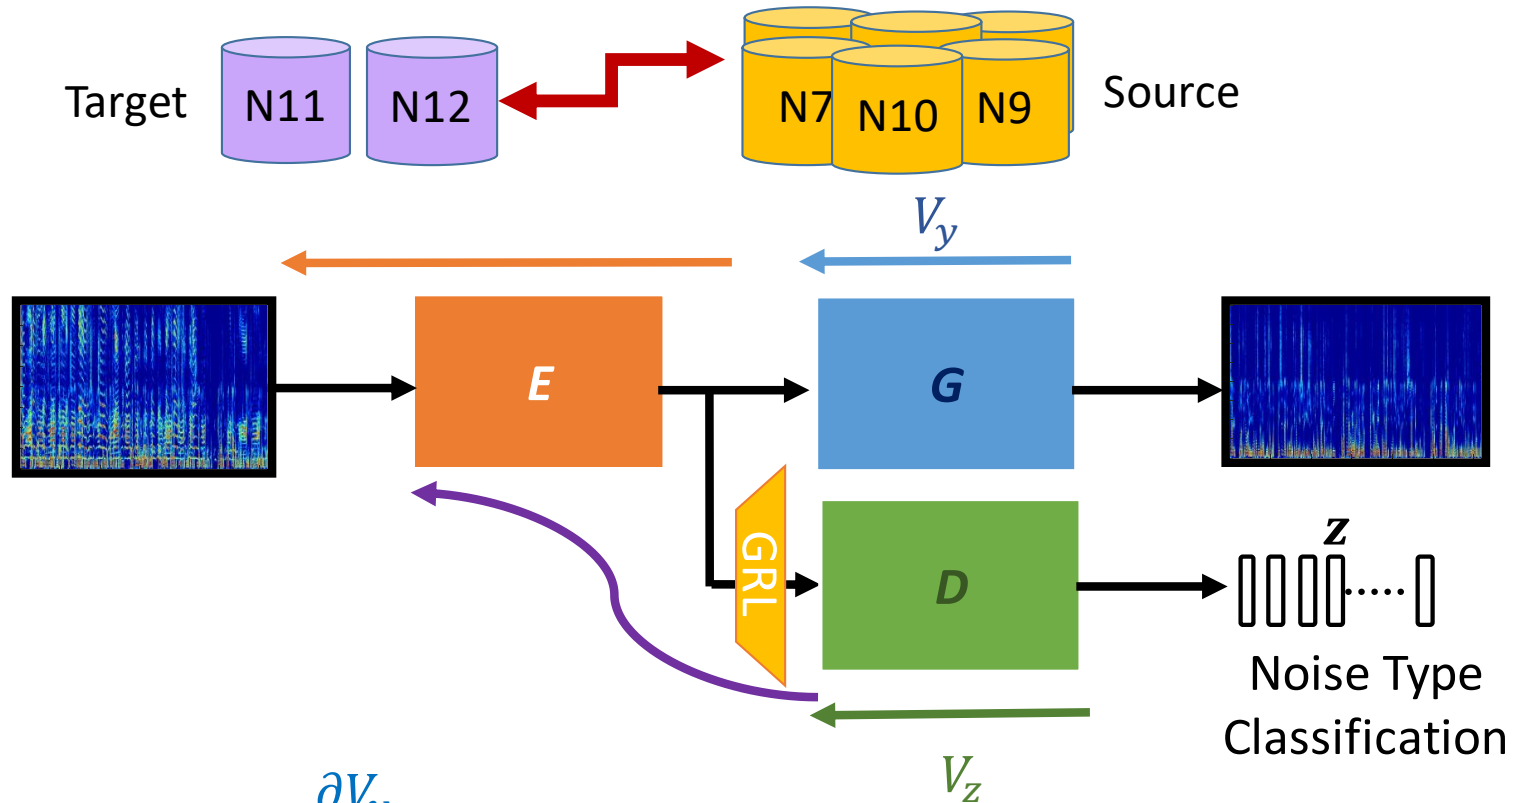 Target
N11
N12
N7
N10
N9
Source
V_y
E
G
GRL
D
z
.....
Noise Type
Classification
V_z